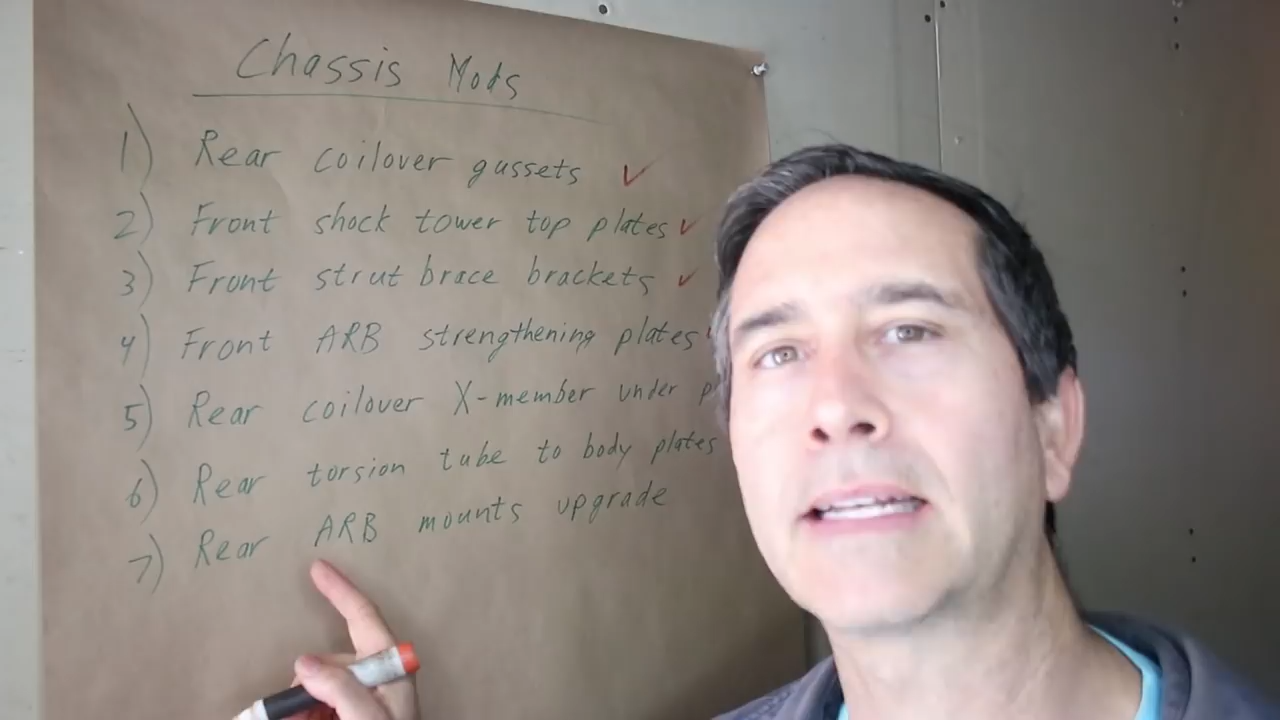 Chassis Mods
1) Rear coilover gussets ✓
2) Front shock tower top plates ✓
3) Front strut brace brackets ✓
4) Front ARB strengthening plates
5) Rear coilover X-member under
6) Rear torsion tube to body plates
7) Rear ARB mounts upgrade